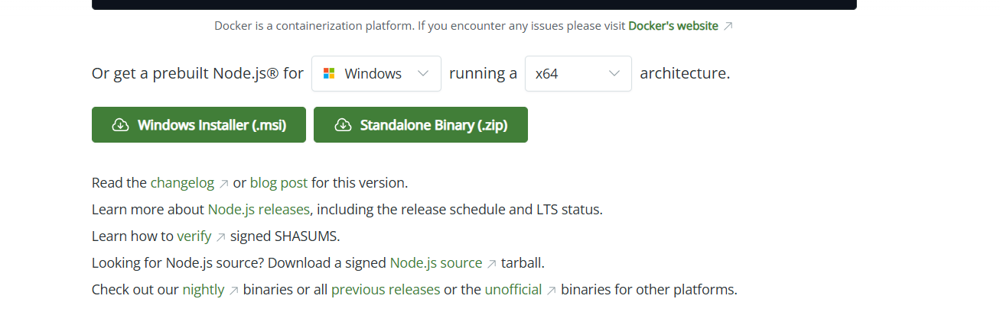 Docker is a containerization platform. If you encounter any issues please visit Docker's website
Or get a prebuilt Node.js® for Windows running a x64 architecture.
Windows Installer (.msi) Standalone Binary (.zip)
Read the changelog or blog post for this version.
Learn more about Node.js releases, including the release schedule and LTS status.
Learn how to verify signed SHASUMS.
Looking for Node.js source? Download a signed Node.js source tarball.
Check out our nightly binaries or all previous releases or the unofficial binaries for other platforms.